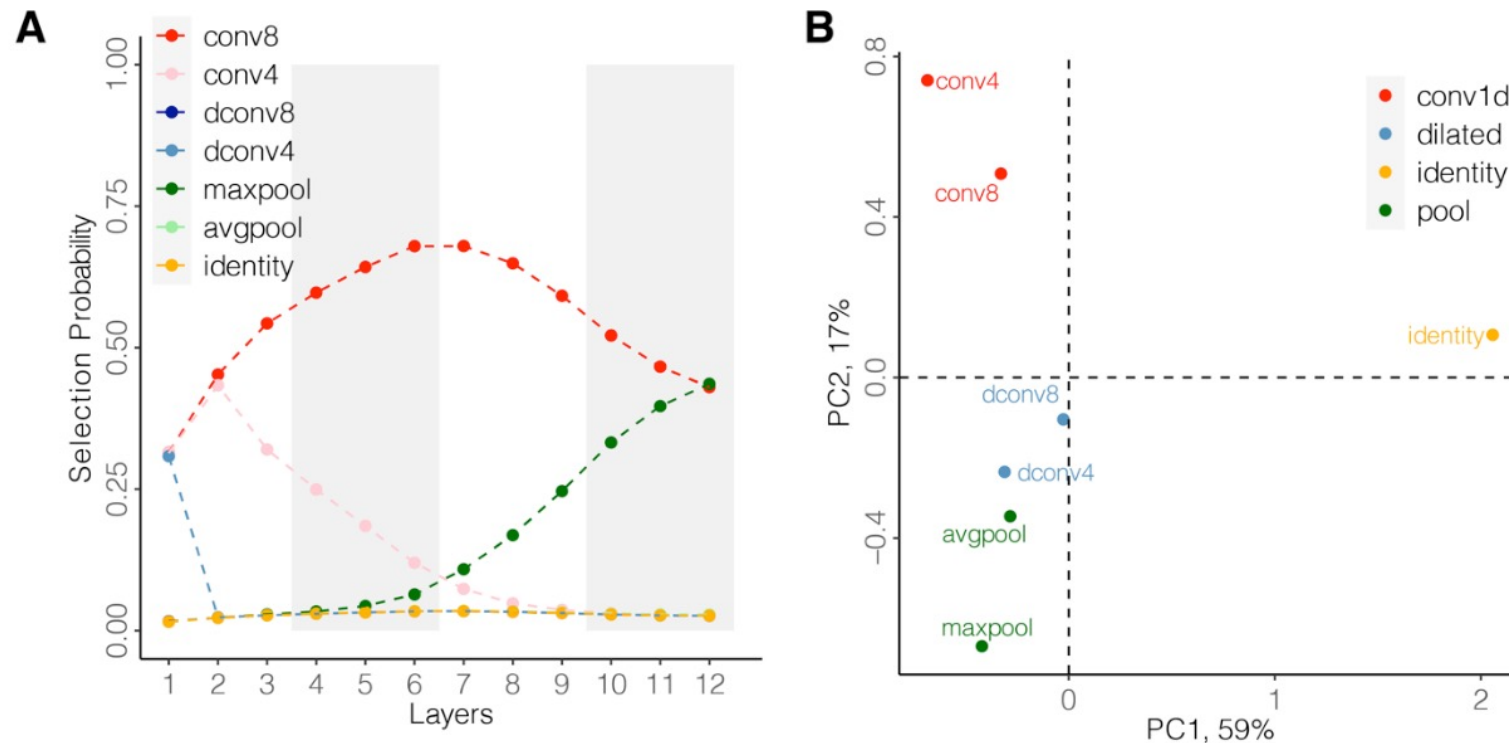 A
conv8
conv4
dconv8
dconv4
maxpool
avgpool
identity
Selection Probability
1.00
0.75
0.50
0.25
0.00
1 2 3 4 5 6 7 8 9 10 11 12
Layers
B
conv1d
dilated
identity
pool
PC2, 17%
0.8
0.4
0.0
−0.4
conv4
conv8
identity
dconv8
dconv4
avgpool
maxpool
0 1 2
PC1, 59%